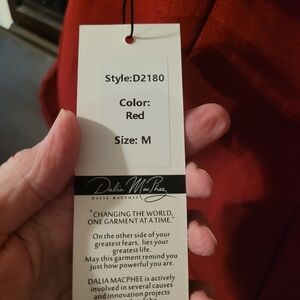 Style:D2180
Color:
Red
Size: M
Dalia MacPhee
DALIA MACPHEE
"CHANGING THE WORLD,
ONE GARMENT AT A TIME."
On the other side of your
greatest fears, lies your
greatest life.
May this garment remind you
just how powerful you are.
DALIA MACPHEE is actively
involved in several causes
and innovation projects